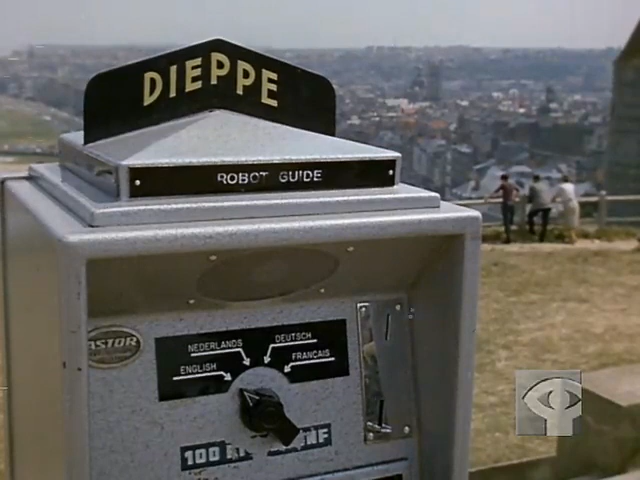 DIEPPE
ROBOT GUIDE
ASTOR
NEDERLANDS
DEUTSCH
ENGLISH
FRANÇAIS
100
NF